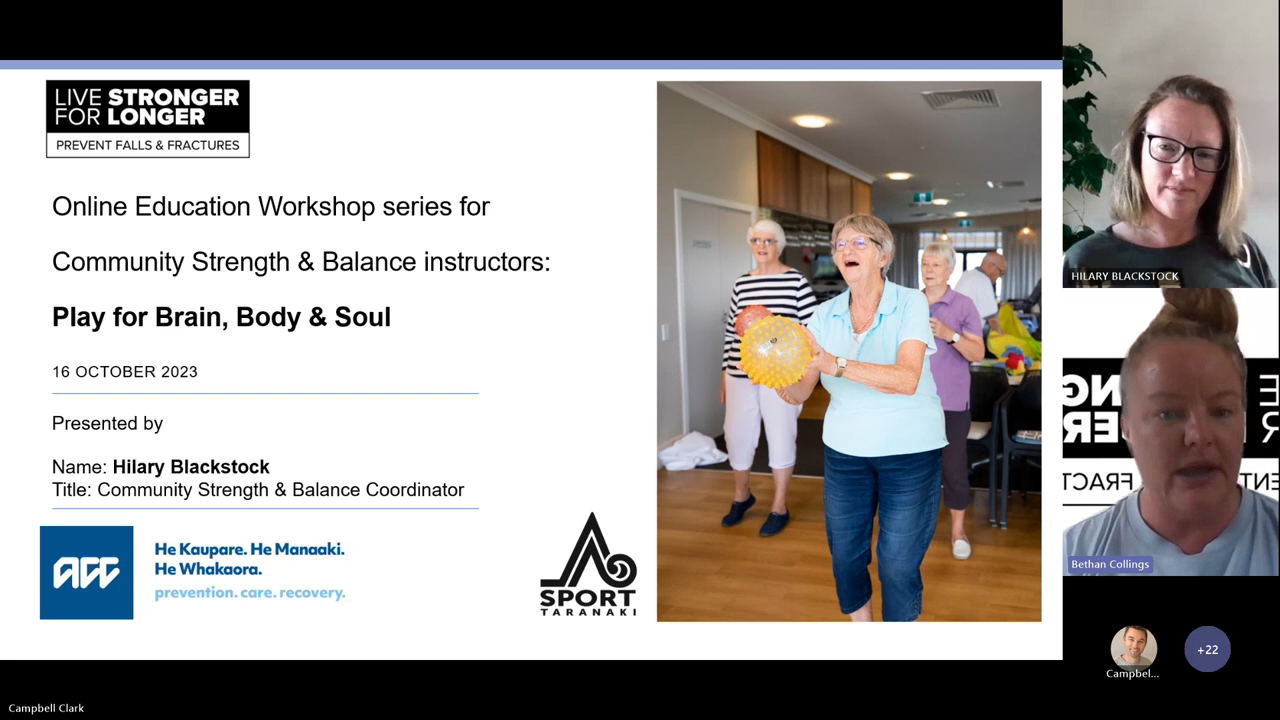 LIVE STRONGER
FOR LONGER
PREVENT FALLS & FRACTURES
Online Education Workshop series for
Community Strength & Balance instructors:
Play for Brain, Body & Soul
16 OCTOBER 2023
Presented by
Name: Hilary Blackstock
Title: Community Strength & Balance Coordinator
acc
He Kaupare. He Manaaki.
He Whakaora.
prevention. care. recovery.
SPORT
TARANAKI
HILARY BLACKSTOCK
Bethan Collings
Campbel...
+22
Campbell Clark